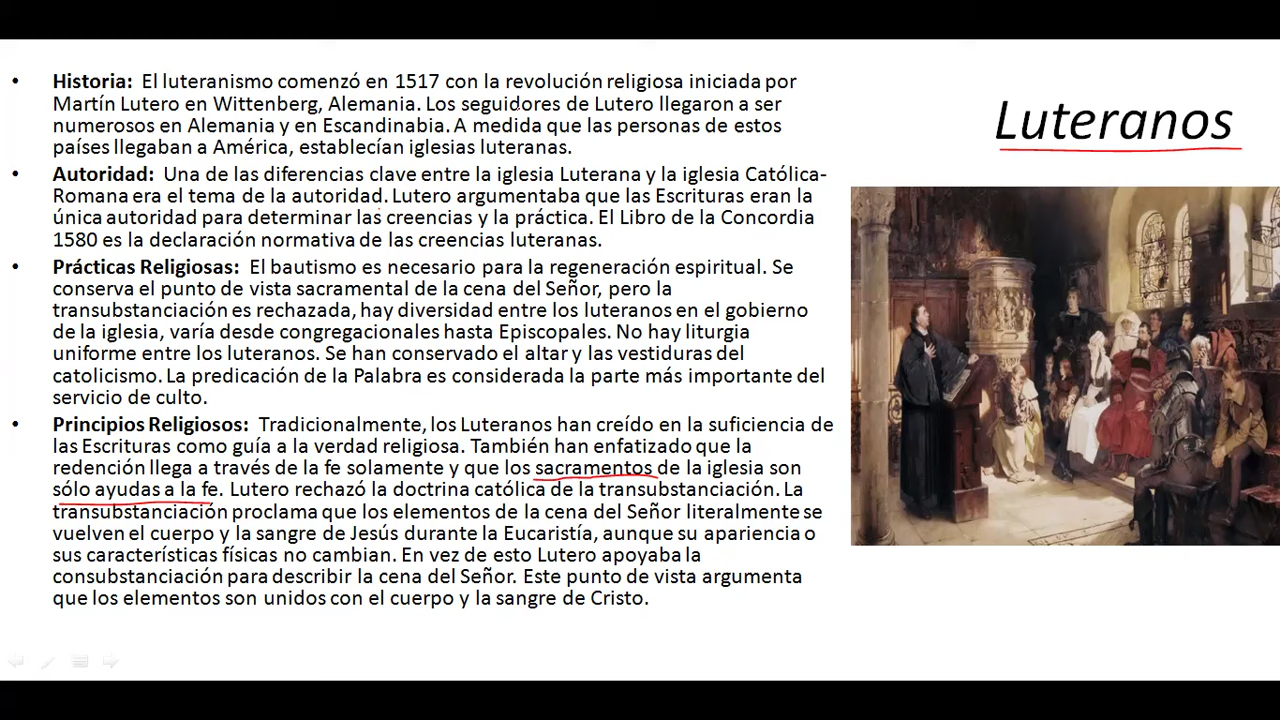 Luteranos
• Historia: El luteranismo comenzó en 1517 con la revolución religiosa iniciada por
Martín Lutero en Wittenberg, Alemania. Los seguidores de Lutero llegaron a ser
numerosos en Alemania y en Escandinabia. A medida que las personas de estos
países llegaban a América, establecían iglesias luteranas.
• Autoridad: Una de las diferencias clave entre la iglesia Luterana y la iglesia Católica-
Romana era el tema de la autoridad. Lutero argumentaba que las Escrituras eran la
única autoridad para determinar las creencias y la práctica. El Libro de la Concordia
1580 es la declaración normativa de las creencias luteranas.
• Prácticas Religiosas: El bautismo es necesario para la regeneración espiritual. Se
conserva el punto de vista sacramental de la cena del Señor, pero la
transubstanciación es rechazada, hay diversidad entre los luteranos en el gobierno
de la iglesia, varía desde congregacionales hasta Episcopales. No hay liturgia
uniforme entre los luteranos. Se han conservado el altar y las vestiduras del
catolicismo. La predicación de la Palabra es considerada la parte más importante del
servicio de culto.
• Principios Religiosos: Tradicionalmente, los Luteranos han creído en la suficiencia de
las Escrituras como guía a la verdad religiosa. También han enfatizado que la
redención llega a través de la fe solamente y que los sacramentos de la iglesia son
sólo ayudas a la fe. Lutero rechazó la doctrina católica de la transubstanciación. La
transubstanciación proclama que los elementos de la cena del Señor literalmente se
vuelven el cuerpo y la sangre de Jesús durante la Eucaristía, aunque su apariencia o
sus características físicas no cambian. En vez de esto Lutero apoyaba la
consubstanciación para describir la cena del Señor. Este punto de vista argumenta
que los elementos son unidos con el cuerpo y la sangre de Cristo.